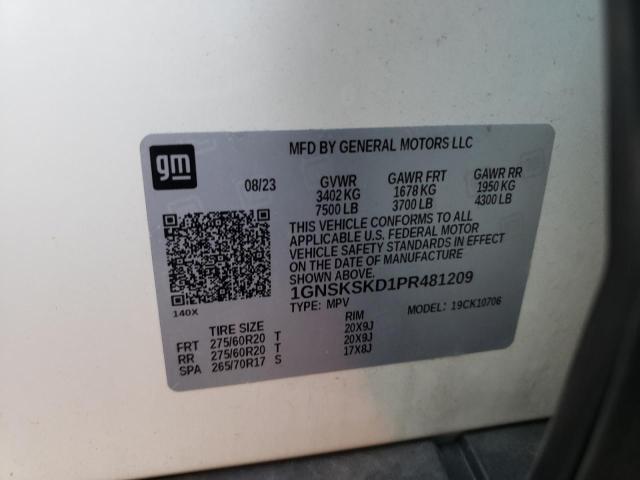 gm
MFD BY GENERAL MOTORS LLC
08/23 GVWR GAWR FRT GAWR RR
3402 KG 1678 KG 1950 KG
7500 LB 3700 LB 4300 LB
THIS VEHICLE CONFORMS TO ALL
APPLICABLE U.S. FEDERAL MOTOR
VEHICLE SAFETY STANDARDS IN EFFECT
ON THE DATE OF MANUFACTURE
SHOWN ABOVE.
1GNSKSKD1PR481209
140X
TYPE: MPV MODEL: 19CK10706
TIRE SIZE RIM
FRT 275/60R20 T 20X9J
RR 275/60R20 T 20X9J
SPA 265/70R17 S 17X8J